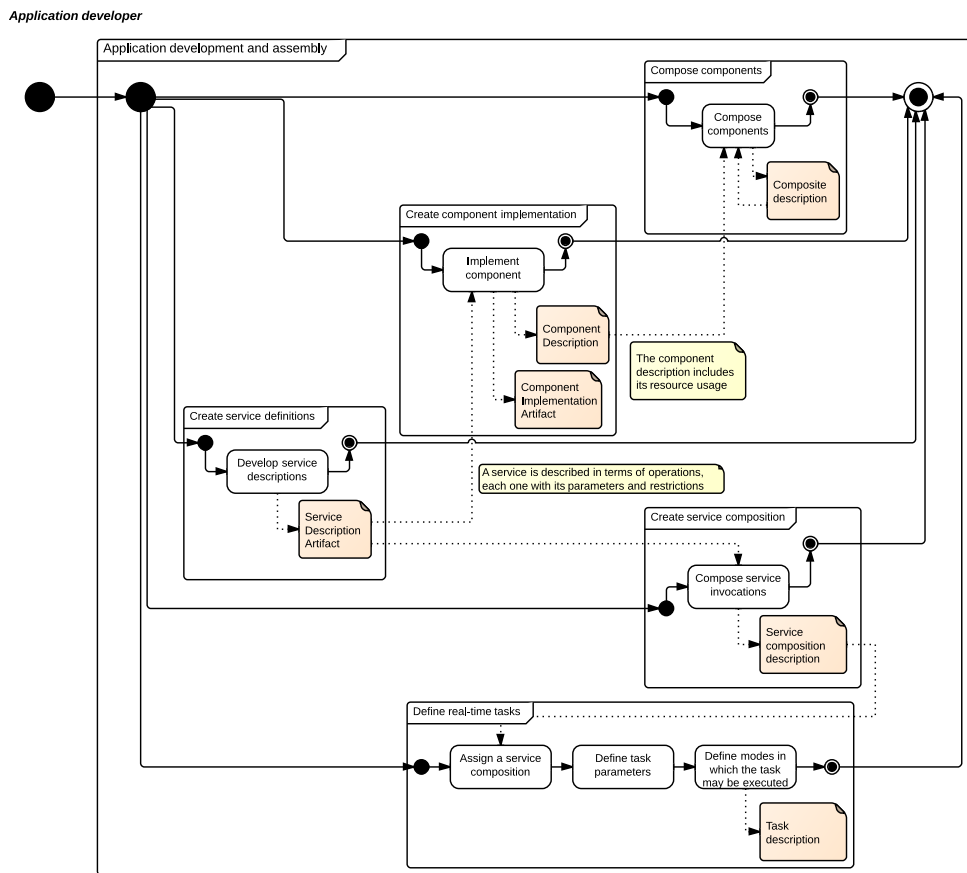 Application developer
Application development and assembly
Compose components
Compose
components
Composite
description
Create component implementation
Implement
component
Component
Description
The component
description includes
its resource usage
Component
Implementation
Artifact
Create service definitions
Develop service
descriptions
A service is described in terms of operations,
each one with its parameters and restrictions
Service
Description
Artifact
Create service composition
Compose service
invocations
Service
composition
description
Define real-time tasks
Assign a service
composition
Define task
parameters
Define modes in
which the task
may be executed
Task
description